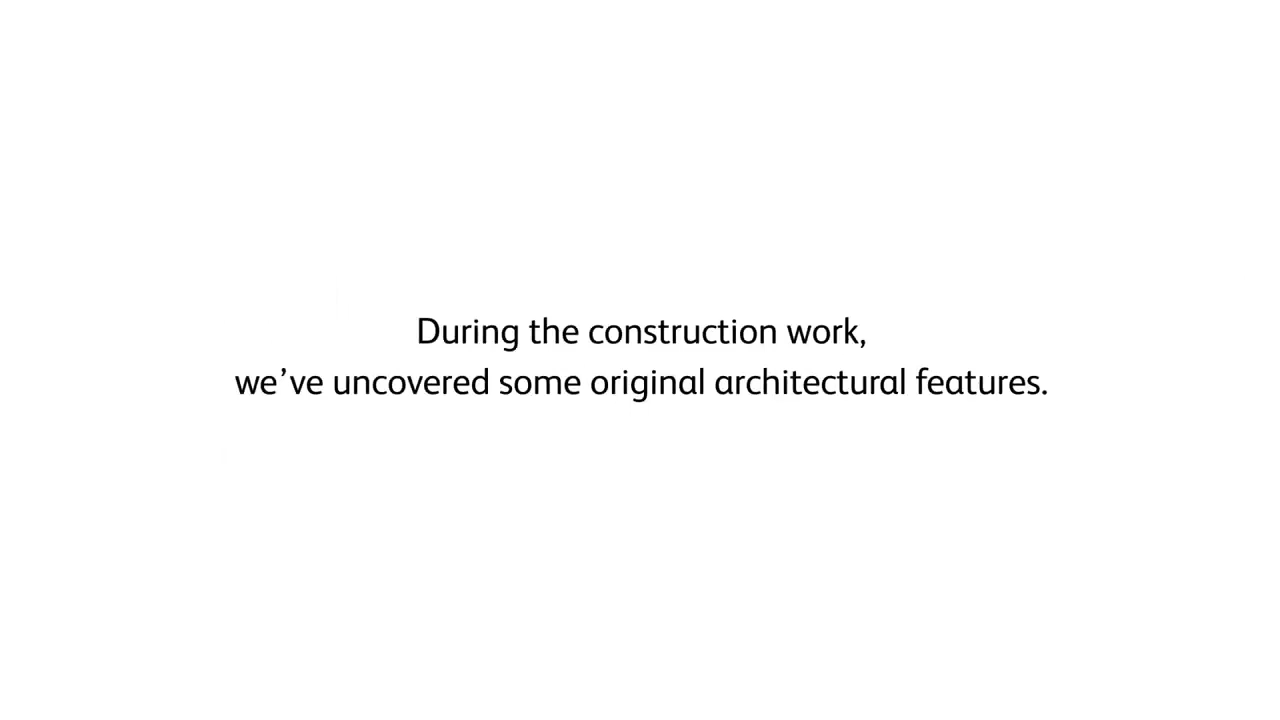 During the construction work,
we’ve uncovered some original architectural features.